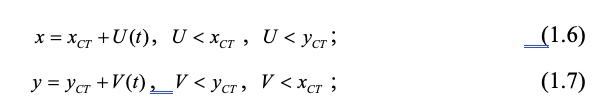 x = x_CT + U(t), U < x_CT, U < y_CT; (1.6)
y = y_CT + V(t), V < y_CT, V < x_CT; (1.7)